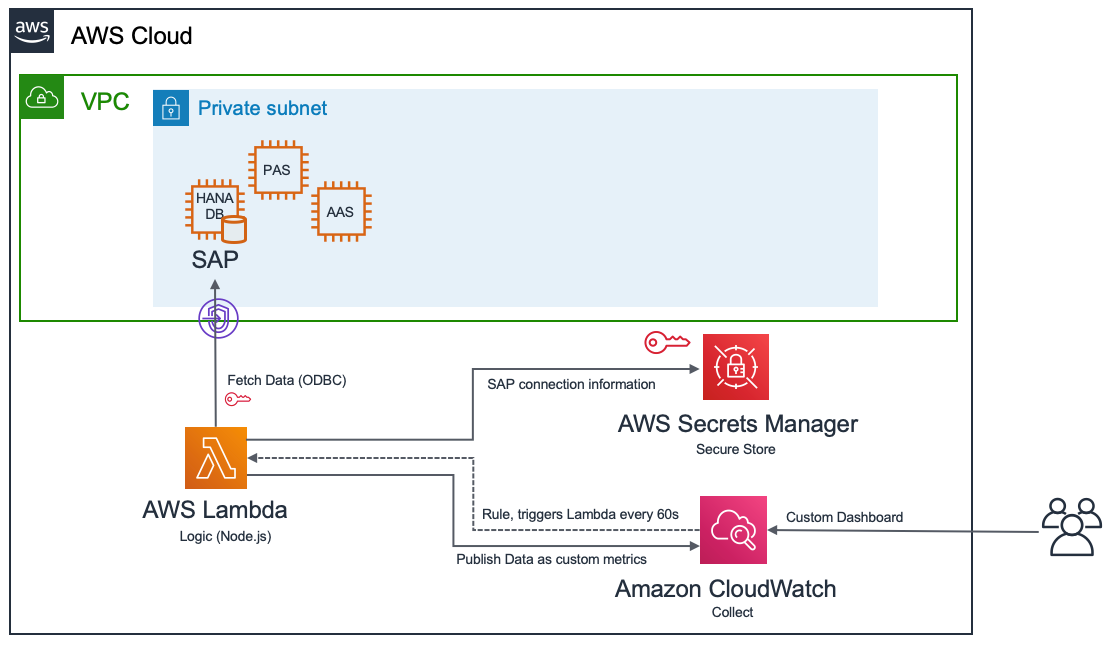 aws
AWS Cloud
VPC
Private subnet
PAS
HANA
DB
AAS
SAP
Fetch Data (ODBC)
SAP connection information
AWS Secrets Manager
Secure Store
AWS Lambda
Logic (Node.js)
Rule, triggers Lambda every 60s
Custom Dashboard
Publish Data as custom metrics
Amazon CloudWatch
Collect